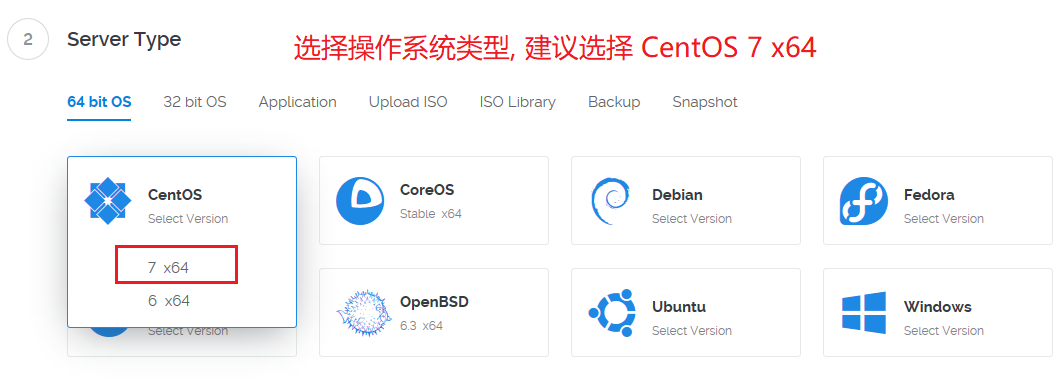 2
Server Type
选择操作系统类型, 建议选择 CentOS 7 x64
64 bit OS
32 bit OS
Application
Upload ISO
ISO Library
Backup
Snapshot
CentOS
Select Version
7 x64
6 x64
CoreOS
Stable x64
Debian
Select Version
Fedora
Select Version
Select Version
OpenBSD
6.3 x64
Ubuntu
Select Version
Windows
Select Version